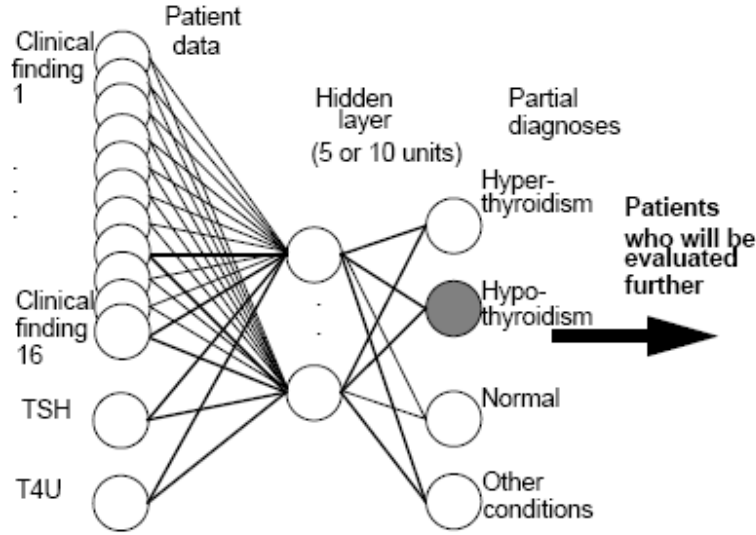 Clinical
finding
1
.
.
.
Clinical
finding
16
TSH
T4U
Patient
data
Hidden
layer
(5 or 10 units)
.
.
Partial
diagnoses
Hyper-
thyroidism
Hypo-
thyroidism
Normal
Other
conditions
Patients
who will be
evaluated
further